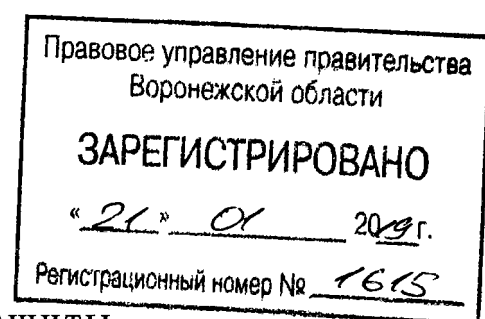 Правовое управление правительства
Воронежской области
ЗАРЕГИСТРИРОВАНО
« 21 » 01 2019 г.
Регистрационный номер № 1615